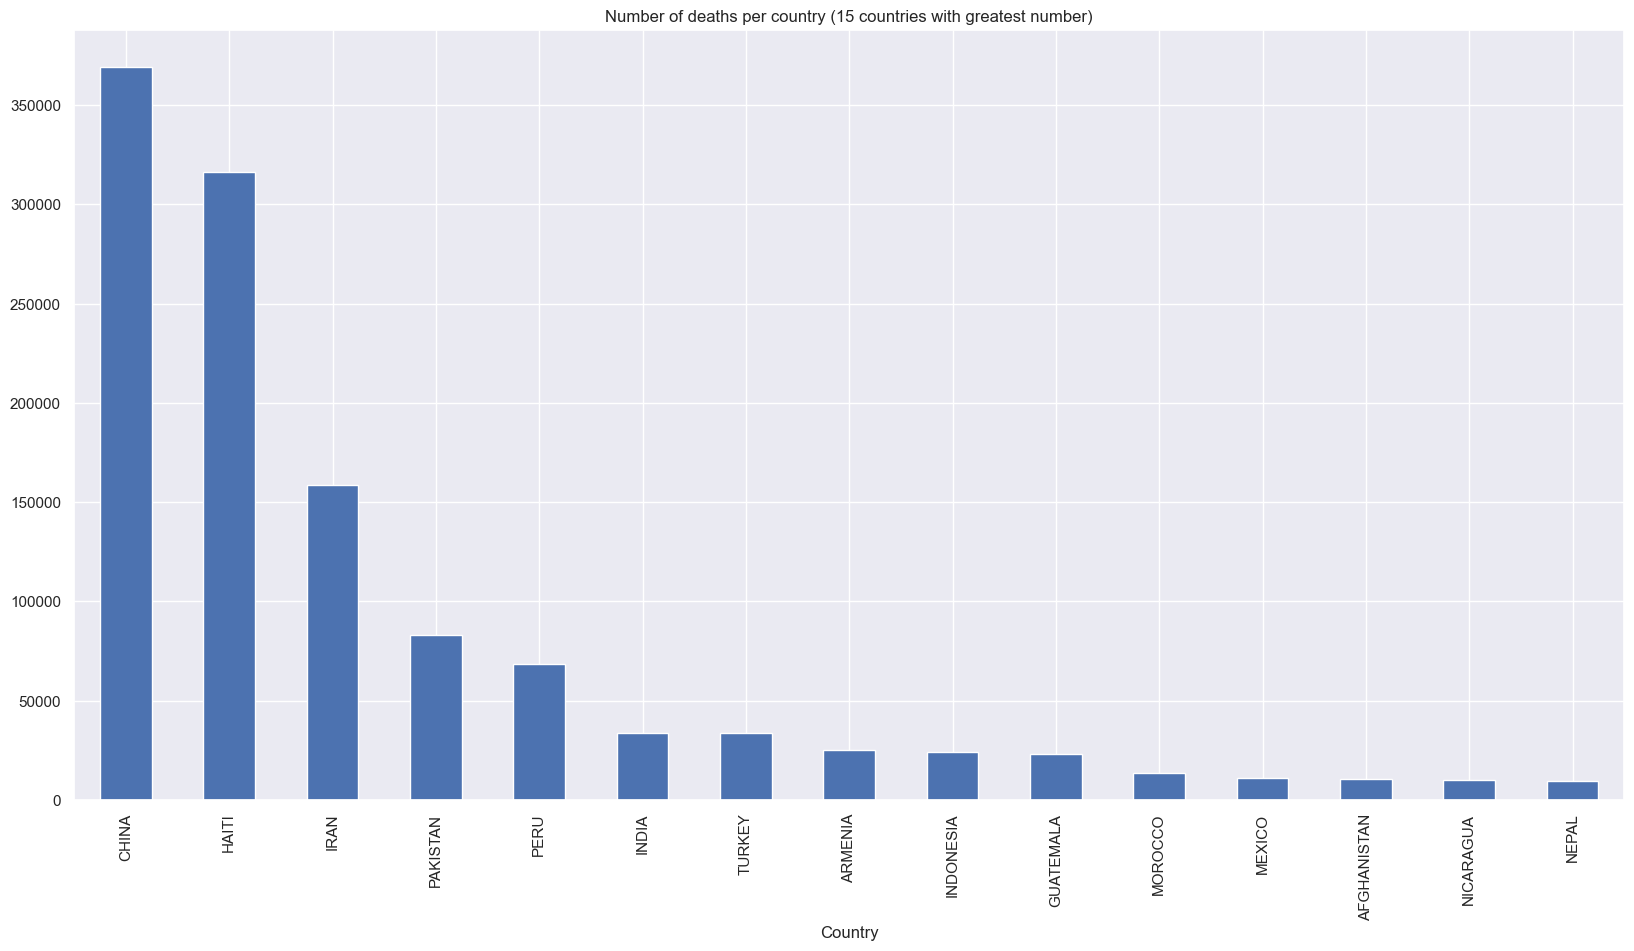 Number of deaths per country (15 countries with greatest number)
350000
300000
250000
200000
150000
100000
50000
0
CHINA
HAITI
IRAN
PAKISTAN
PERU
INDIA
TURKEY
ARMENIA
INDONESIA
GUATEMALA
MOROCCO
MEXICO
AFGHANISTAN
NICARAGUA
NEPAL
Country